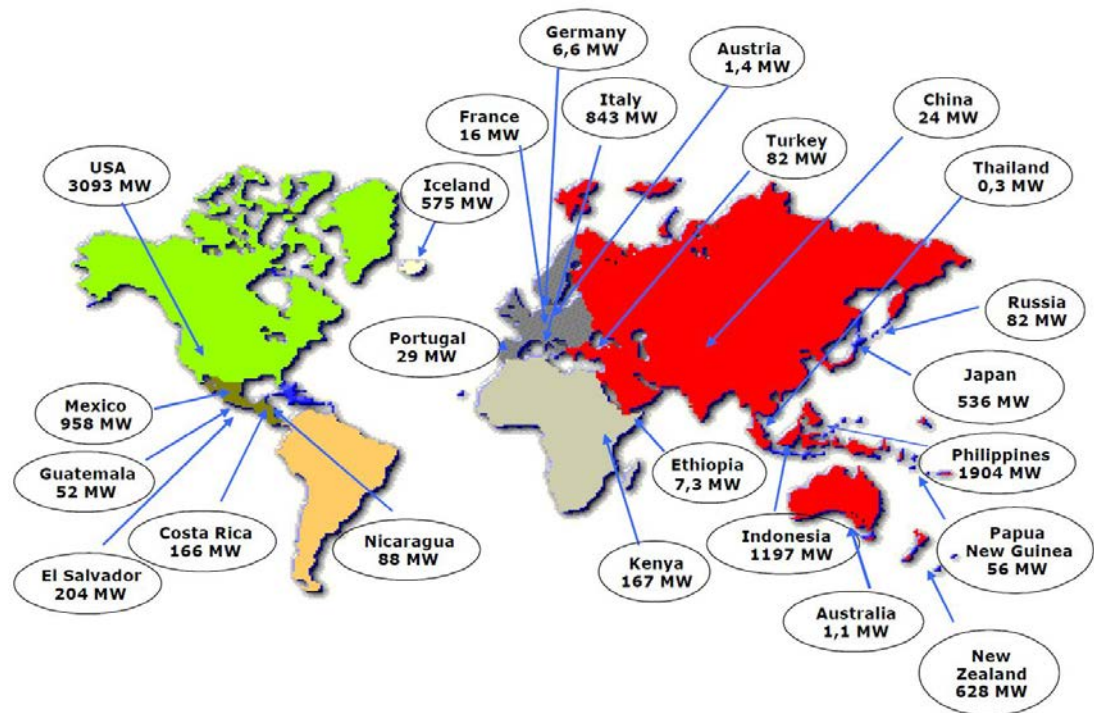 Germany
6,6 MW
Austria
1,4 MW
Italy
843 MW
China
24 MW
France
16 MW
Turkey
82 MW
USA
3093 MW
Iceland
575 MW
Thailand
0,3 MW
Russia
82 MW
Portugal
29 MW
Japan
536 MW
Mexico
958 MW
Guatemala
52 MW
Ethiopia
7,3 MW
Philippines
1904 MW
Costa Rica
166 MW
Nicaragua
88 MW
Indonesia
1197 MW
Papua
New Guinea
56 MW
El Salvador
204 MW
Kenya
167 MW
Australia
1,1 MW
New
Zealand
628 MW